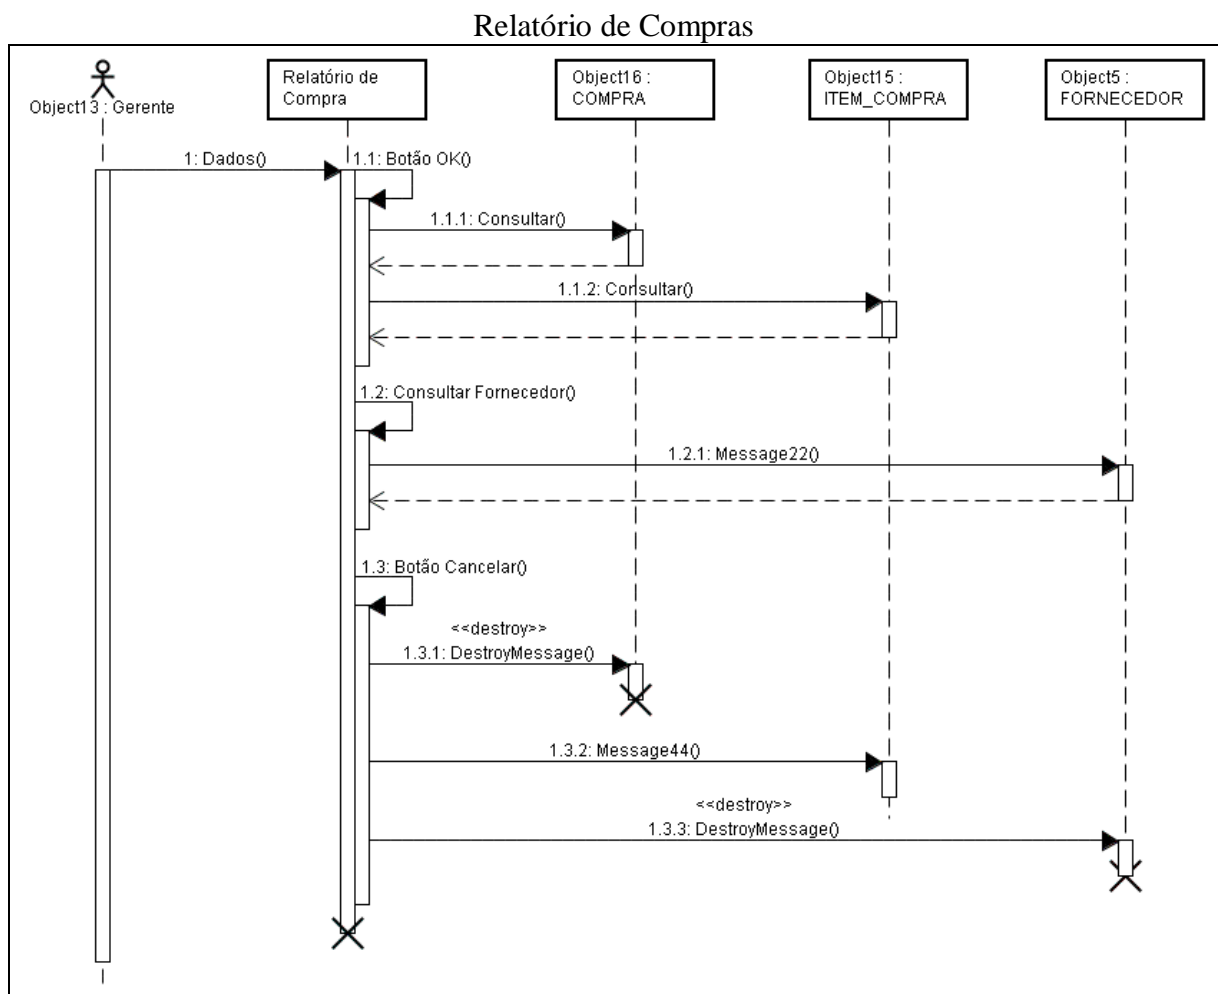 Relatório de Compras
Object13 : Gerente
Relatório de
Compra
Object16 :
COMPRA
Object15 :
ITEM_COMPRA
Object5 :
FORNECEDOR
1: Dados()
1.1: Botão OK()
1.1.1: Consultar()
1.1.2: Consultar()
1.2: Consultar Fornecedor()
1.2.1: Message22()
1.3: Botão Cancelar()
<<destroy>>
1.3.1: DestroyMessage()
1.3.2: Message44()
<<destroy>>
1.3.3: DestroyMessage()